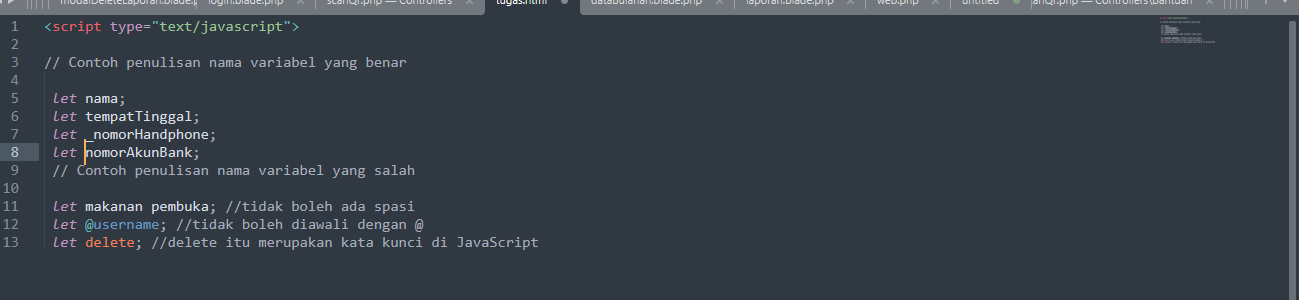 modalDeleteLaporan.blade.p login.blade.php scanQr.php — Controllers tugas.html databulanan.blade.php laporan.blade.php web.php untitled anQr.php — Controllers\bantuan
1 <script type="text/javascript">
2
3 // Contoh penulisan nama variabel yang benar
4
5 let nama;
6 let tempatTinggal;
7 let _nomorHandphone;
8 let nomorAkunBank;
9 // Contoh penulisan nama variabel yang salah
10
11 let makanan pembuka; //tidak boleh ada spasi
12 let @username; //tidak boleh diawali dengan @
13 let delete; //delete itu merupakan kata kunci di JavaScript